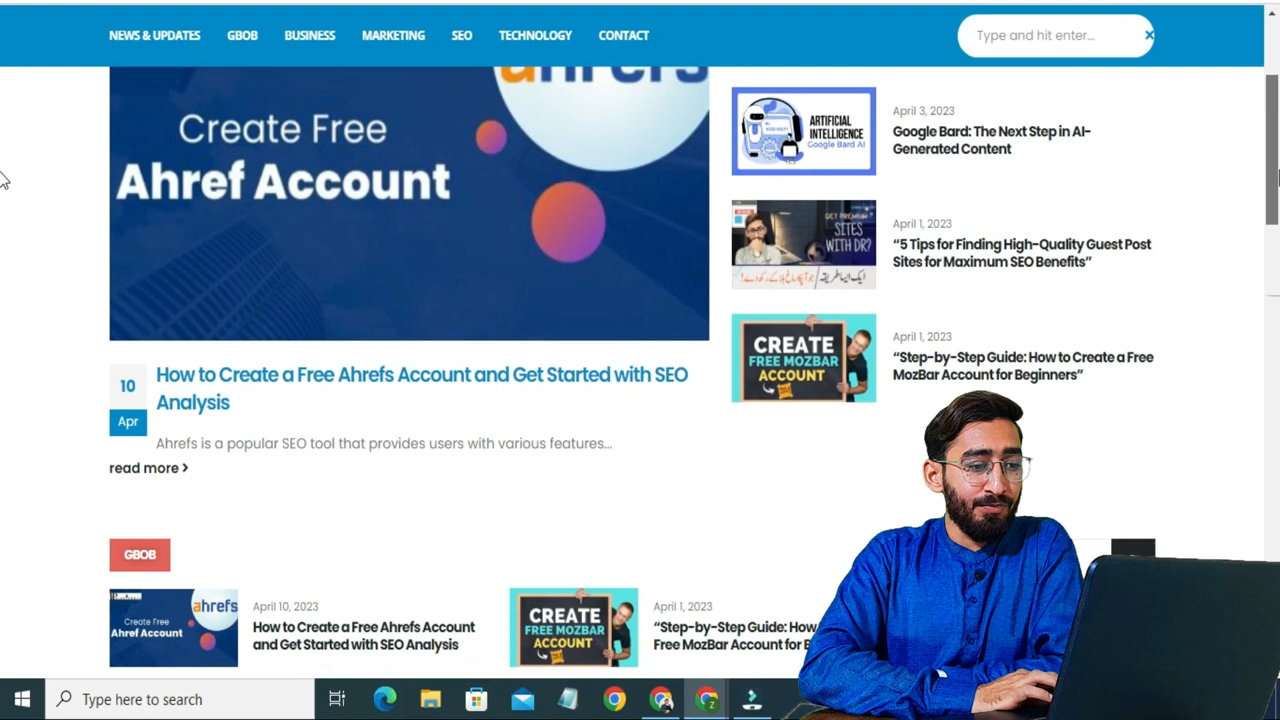 NEWS & UPDATES GBOB BUSINESS MARKETING SEO TECHNOLOGY CONTACT
Type and hit enter...
ahrefs
Create Free
Ahref Account
10
Apr
How to Create a Free Ahrefs Account and Get Started with SEO
Analysis
Ahrefs is a popular SEO tool that provides users with various features...
read more
ARTIFICIAL
INTELLIGENCE
Google Bard AI
April 3, 2023
Google Bard: The Next Step in AI-
Generated Content
GET PREMIUM
SITES
WITH DR?
April 1, 2023
“5 Tips for Finding High-Quality Guest Post
Sites for Maximum SEO Benefits”
CREATE
FREE MOZBAR
ACCOUNT
April 1, 2023
“Step-by-Step Guide: How to Create a Free
MozBar Account for Beginners”
GBOB
ahrefs
Create Free
Ahref Account
April 10, 2023
How to Create a Free Ahrefs Account
and Get Started with SEO Analysis
CREATE
FREE MOZBAR
ACCOUNT
April 1, 2023
“Step-by-Step Guide: How
Free MozBar Account for B
Type here to search